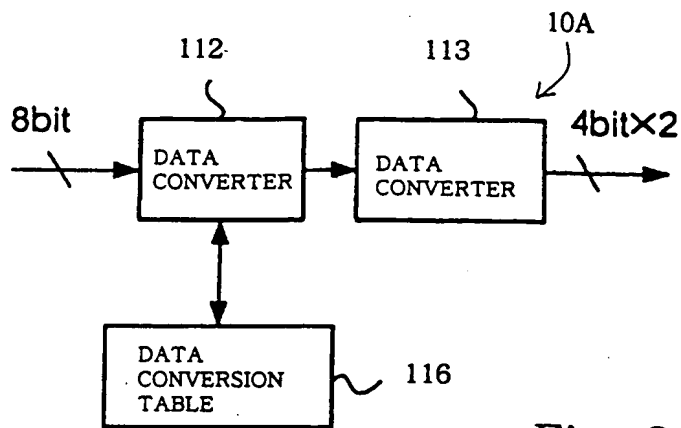 10A
112
113
8bit
4bit×2
DATA
CONVERTER
DATA
CONVERTER
DATA
CONVERSION
TABLE
116